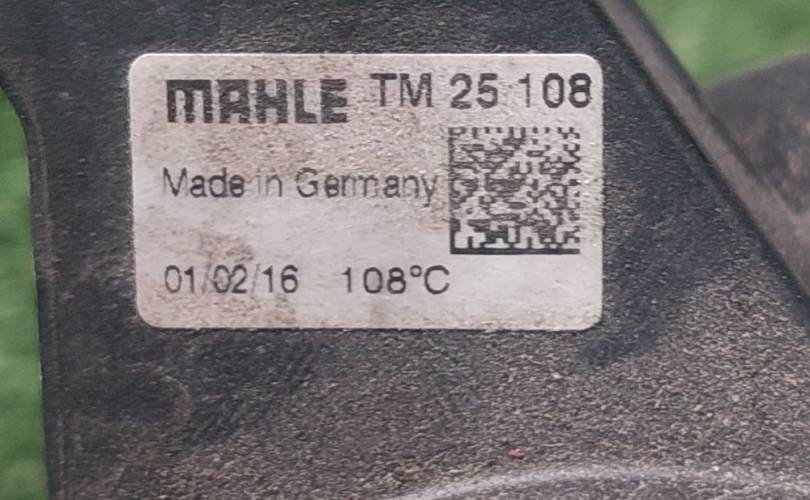 MAHLE TM 25 108
Made in Germany
01/02/16 108°C